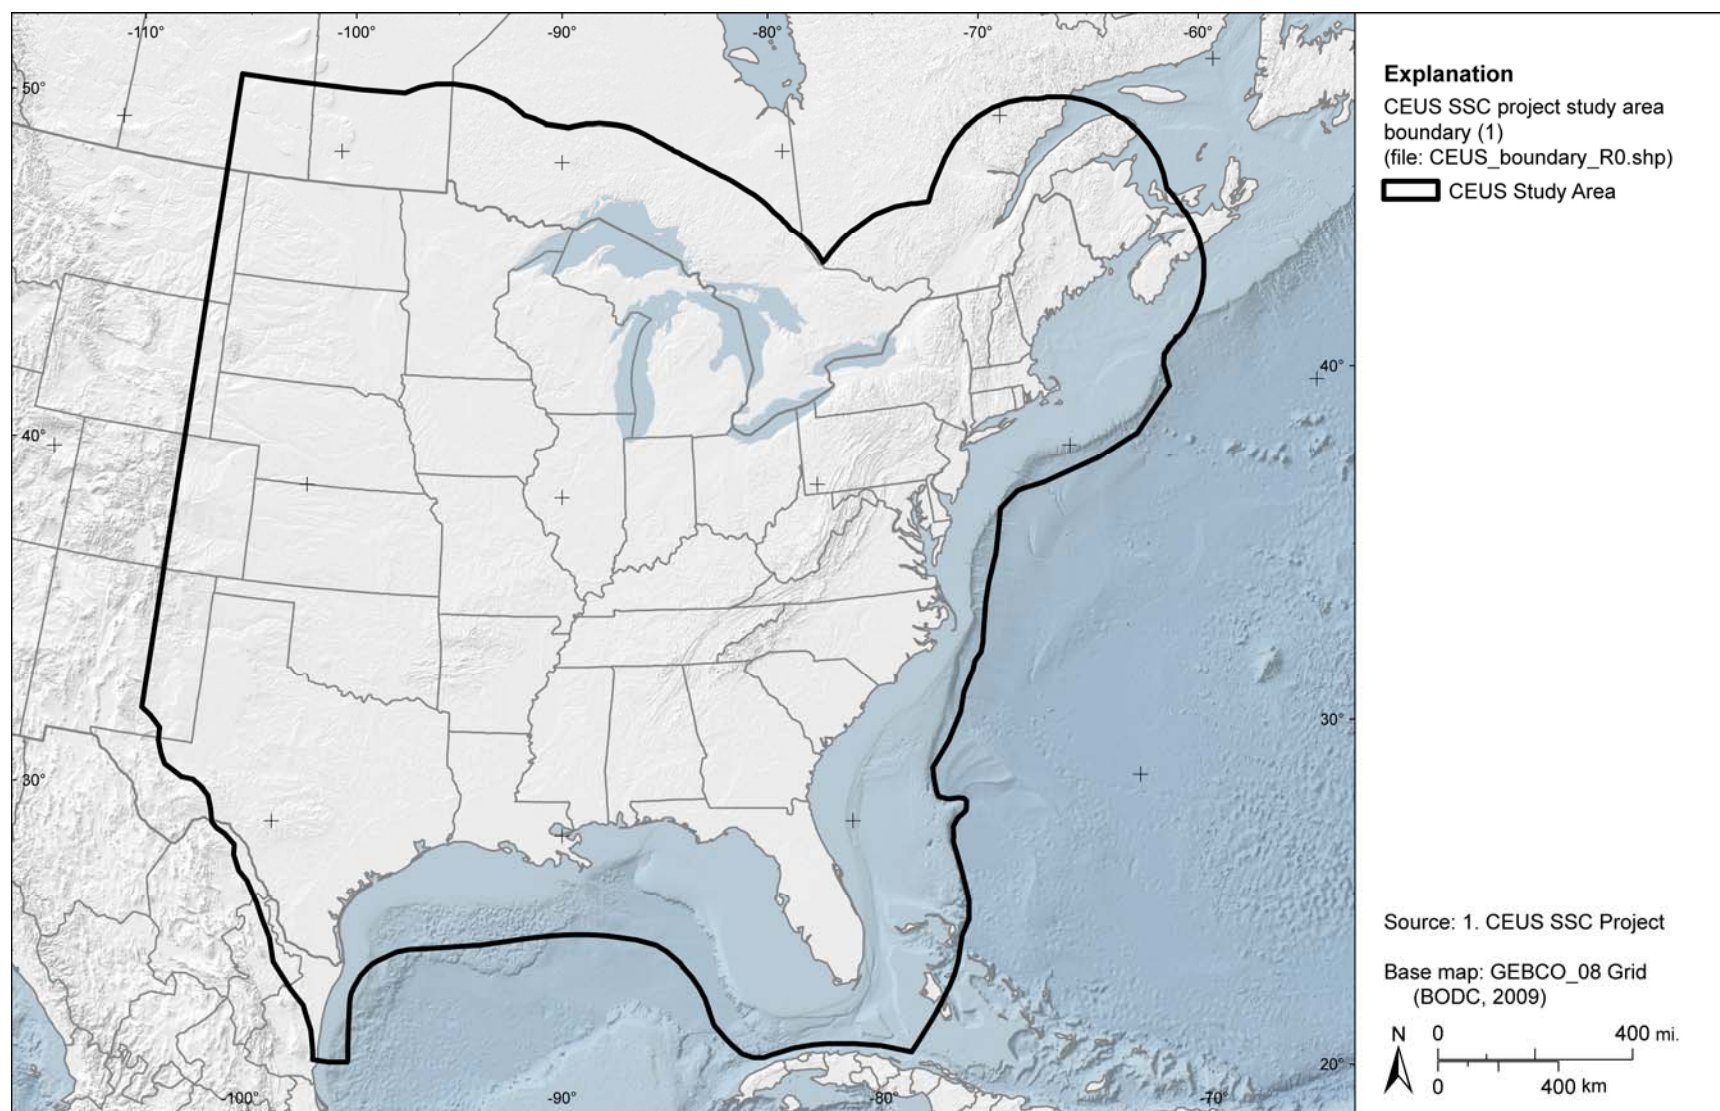 -110° -100° -90° -80° -70° -60°
50°
40°
40°
30°
30°
20°
-100° -90° -80° -70°
Explanation
CEUS SSC project study area
boundary (1)
(file: CEUS_boundary_R0.shp)
CEUS Study Area
Source: 1. CEUS SSC Project
Base map: GEBCO_08 Grid
(BODC, 2009)
N 0 400 mi.
0 400 km